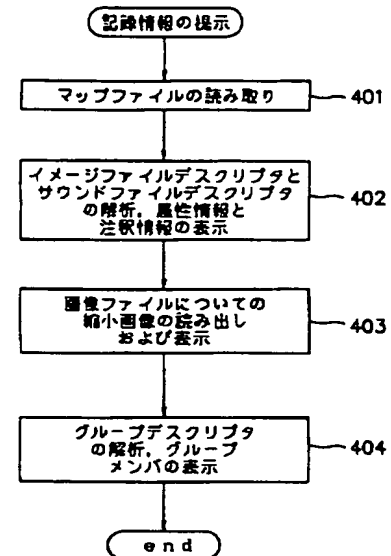 記録情報の提示
マップファイルの読み取り
401
イメージファイルデスクリプタと
サウンドファイルデスクリプタ
の解析，属性情報と
注釈情報の表示
402
画像ファイルについての
縮小画像の読み出し
および表示
403
グループデスクリプタ
の解析，グループ
メンバの表示
404
end